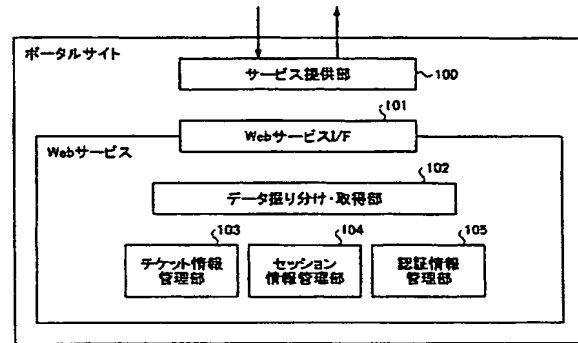 ポータルサイト
サービス提供部
100
101
WebサービスI/F
Webサービス
102
データ振り分け・取得部
103
104
105
チケット情報
管理部
セッション
情報管理部
認証情報
管理部